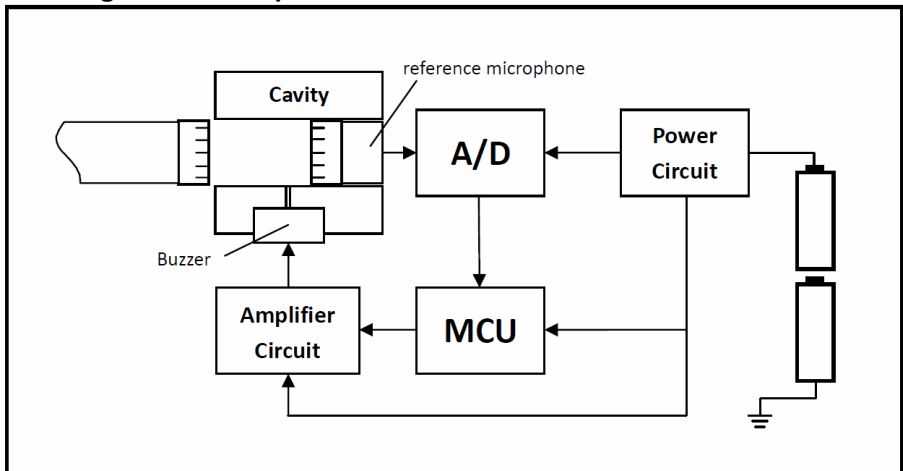 reference microphone
Cavity
A/D
Power
Circuit
Buzzer
Amplifier
Circuit
MCU